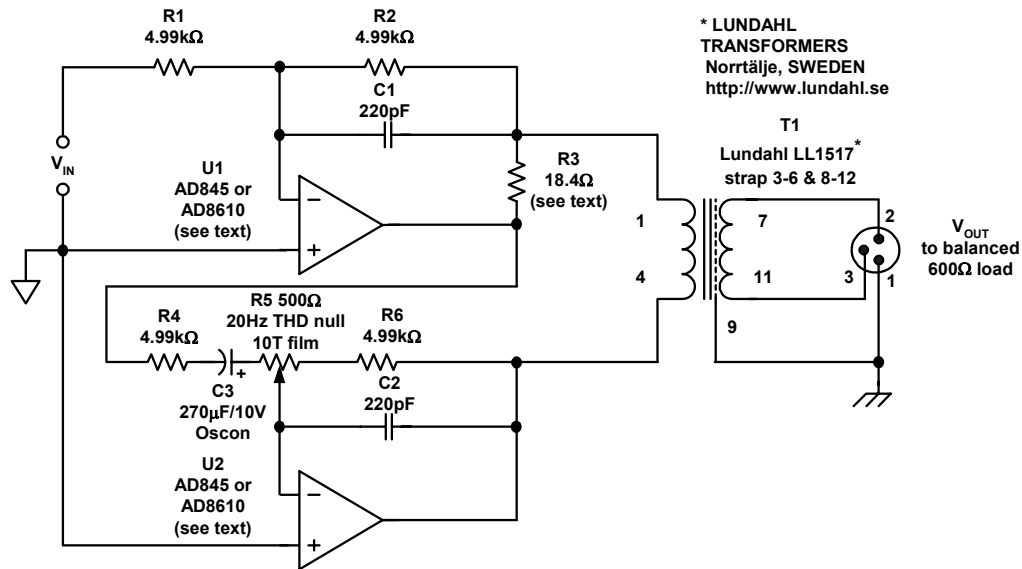 R1
4.99kΩ
R2
4.99kΩ
C1
220pF
* LUNDAHL
TRANSFORMERS
Norrtälje, SWEDEN
http://www.lundahl.se
T1
Lundahl LL1517*
strap 3-6 & 8-12
VIN
U1
AD845 or
AD8610
(see text)
−
+
R3
18.4Ω
(see text)
1
4
7
11
9
2
3
1
VOUT
to balanced
600Ω load
R4
4.99kΩ
C3
+
270μF/10V
Oscon
R5 500Ω
20Hz THD null
10T film
R6
4.99kΩ
C2
220pF
U2
AD845 or
AD8610
(see text)
−
+